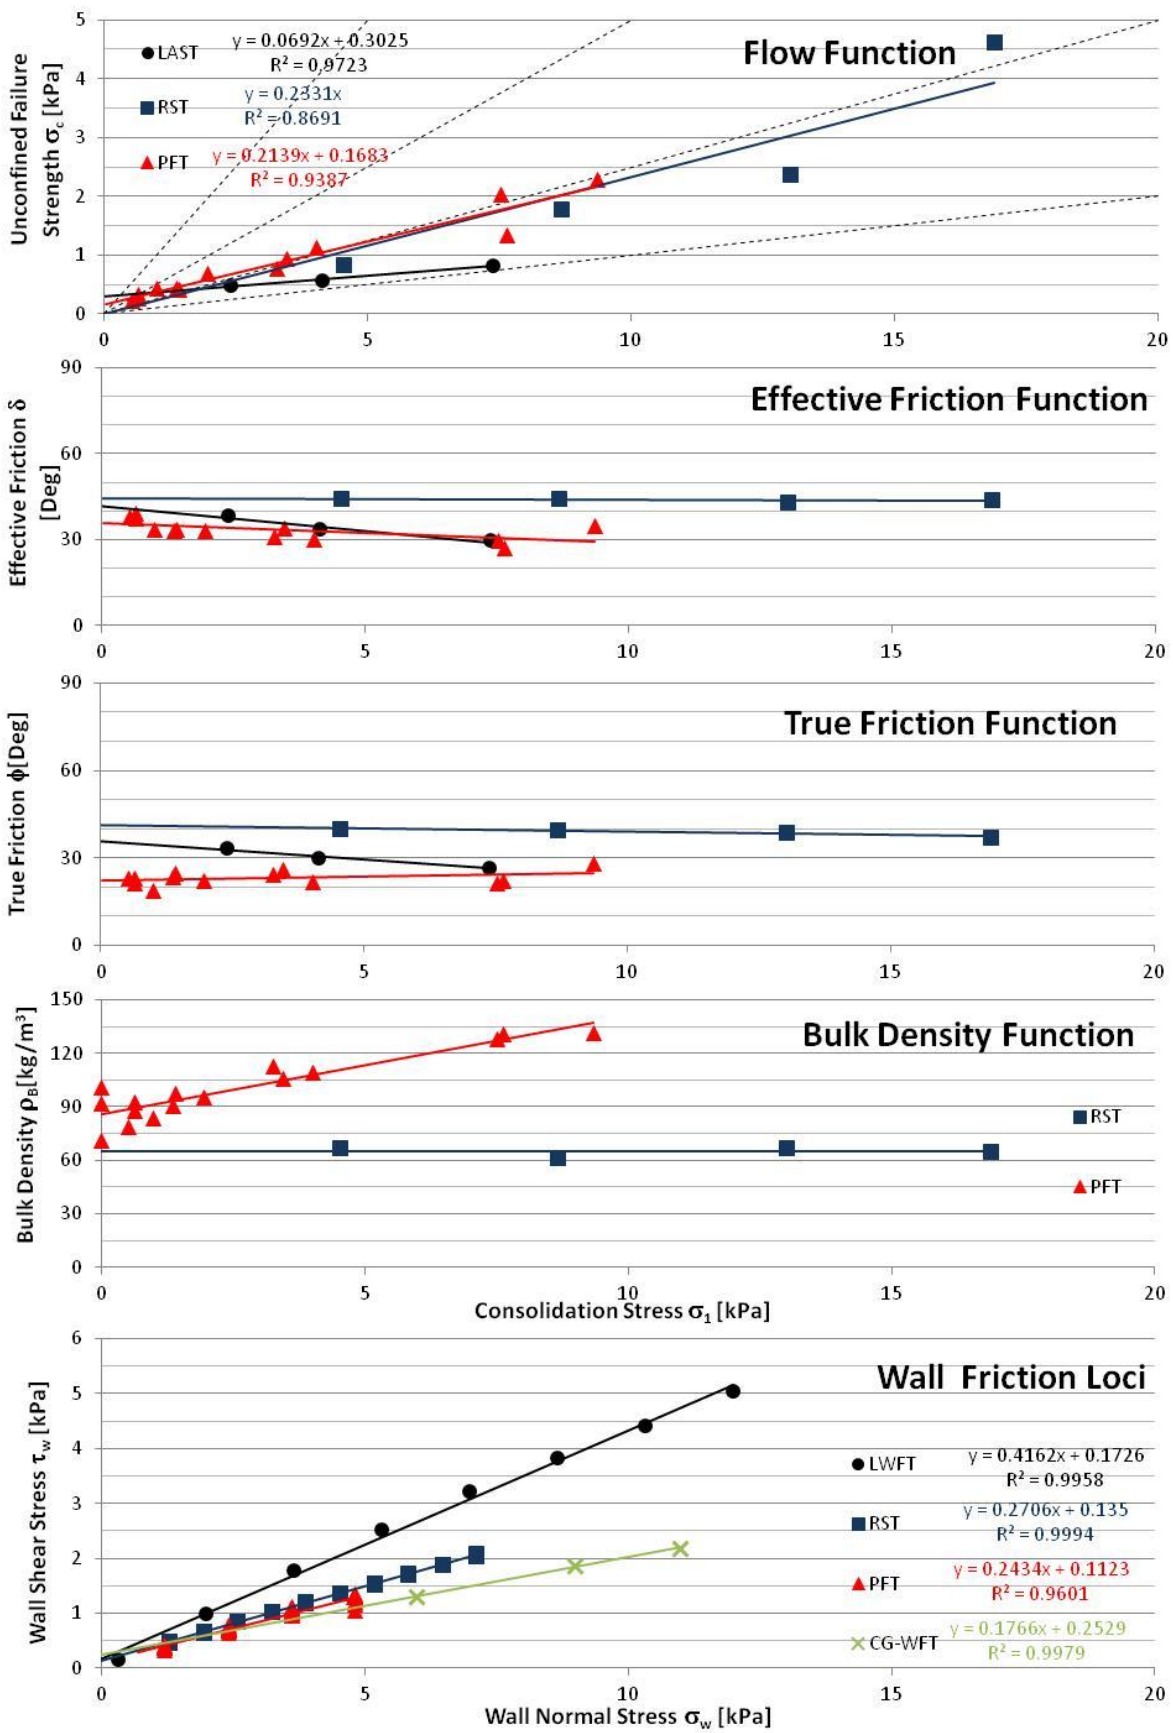 Flow Function
Unconfined Failure
Strength σc [kPa]
5
4
3
2
1
0
LAST
y = 0.0692x + 0.3025
R² = 0.9723
RST
y = 0.2331x
R² = 0.8691
PFT
y = 0.2139x + 0.1683
R² = 0.9387
0 5 10 15 20
Effective Friction Function
Effective Friction δ
[Deg]
90
60
30
0
0 5 10 15 20
True Friction Function
True Friction ϕ[Deg]
90
60
30
0
0 5 10 15 20
Bulk Density Function
Bulk Density ρB[kg/m³]
150
120
90
60
30
0
RST
PFT
0 5 10 15 20
Consolidation Stress σ1 [kPa]
Wall Friction Loci
Wall Shear Stress τw [kPa]
6
5
4
3
2
1
0
LWFT
y = 0.4162x + 0.1726
R² = 0.9958
RST
y = 0.2706x + 0.135
R² = 0.9994
PFT
y = 0.2434x + 0.1123
R² = 0.9601
CG-WFT
y = 0.1766x + 0.2529
R² = 0.9979
0 5 10 15 20
Wall Normal Stress σw [kPa]